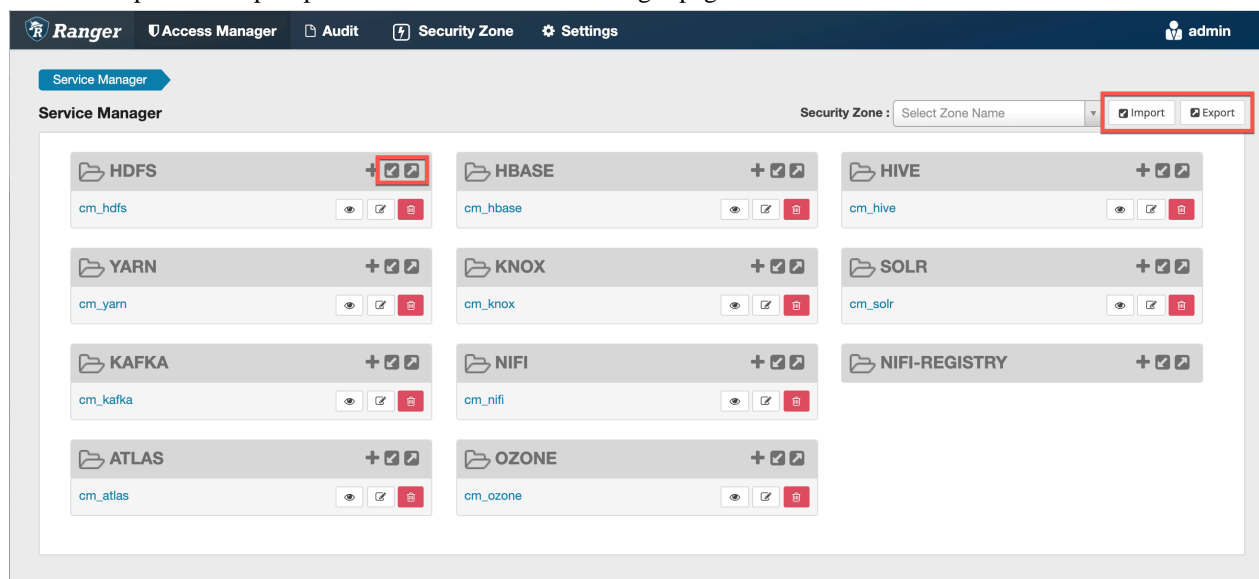 Ranger Access Manager Audit Security Zone Settings admin
Service Manager
Service Manager Security Zone : Select Zone Name Import Export
HDFS HBASE HIVE
cm_hdfs cm_hbase cm_hive
YARN KNOX SOLR
cm_yarn cm_knox cm_solr
KAFKA NIFI NIFI-REGISTRY
cm_kafka cm_nifi
ATLAS OZONE
cm_atlas cm_ozone